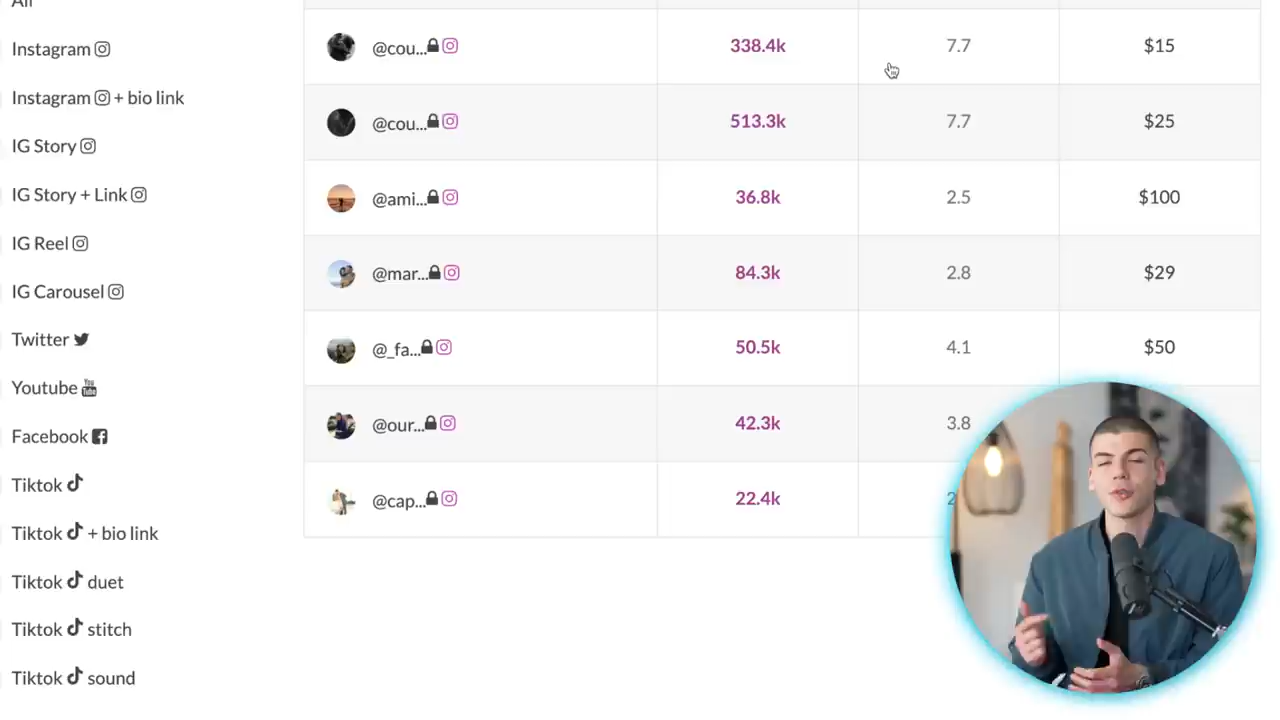 All
Instagram
Instagram + bio link
IG Story
IG Story + Link
IG Reel
IG Carousel
Twitter
Youtube
Facebook
Tiktok
Tiktok + bio link
Tiktok duet
Tiktok stitch
Tiktok sound
@cou... 338.4k 7.7 $15
@cou... 513.3k 7.7 $25
@ami... 36.8k 2.5 $100
@mar... 84.3k 2.8 $29
@_fa... 50.5k 4.1 $50
@our... 42.3k 3.8
@cap... 22.4k